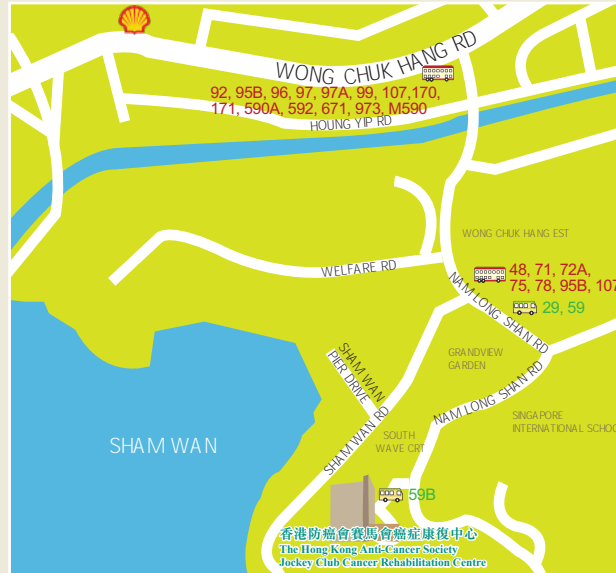 WONG CHUK HANG RD
92, 95B, 96, 97, 97A, 99, 107,170,
171, 590A, 592, 671, 973, M590
HOUNG YIP RD
WONG CHUK HANG EST
WELFARE RD
48, 71, 72A,
75, 78, 95B, 107
29, 59
NAM LONG SHAN RD
GRANDVIEW
GARDEN
SHAM WAN
PIER DRIVE
NAM LONG SHAN RD
SINGAPORE
INTERNATIONAL SCHOO
SHAM WAN RD
SOUTH
WAVE CRT
SHAM WAN
59B
香港防癌會賽馬會癌症康復中心
The Hong Kong Anti-Cancer Society
Jockey Club Cancer Rehabilitation Centre